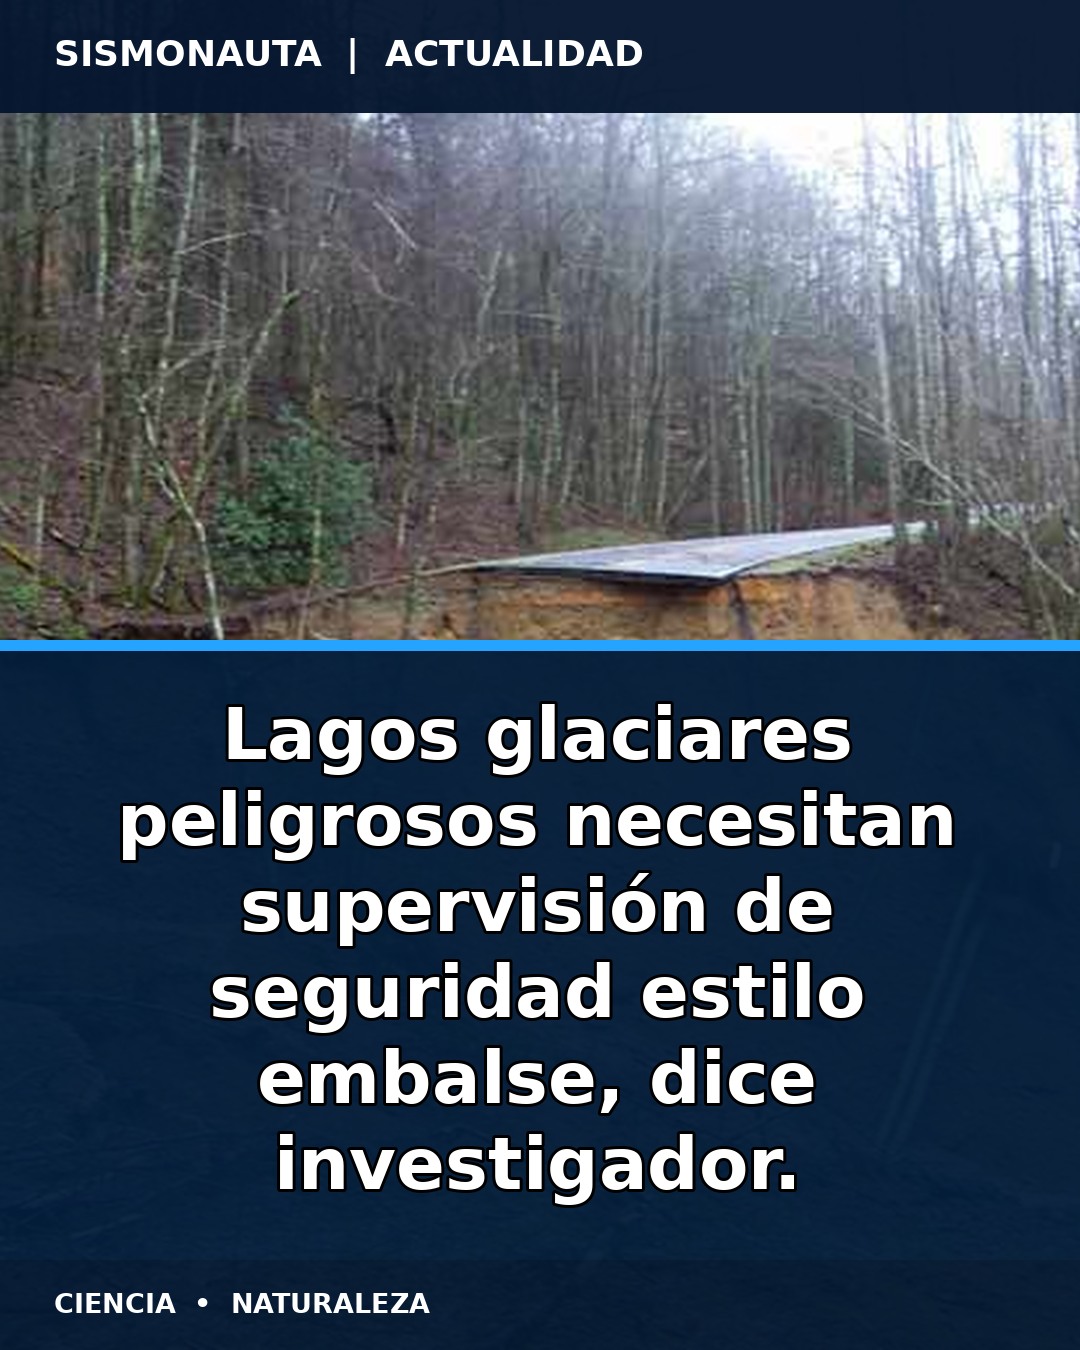 SISMONAUTA | ACTUALIDAD
Lagos glaciares
peligrosos necesitan
supervisión de
seguridad estilo
embalse, dice
investigador.
CIENCIA • NATURALEZA